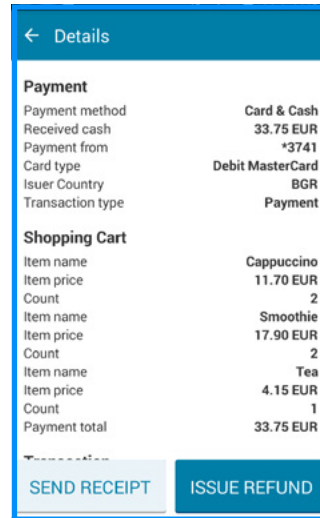 ← Details
Payment
Payment method Card & Cash
Received cash 33.75 EUR
Payment from *3741
Card type Debit MasterCard
Isuer Country BGR
Transaction type Payment
Shopping Cart
Item name Cappuccino
Item price 11.70 EUR
Count 2
Item name Smoothie
Item price 17.90 EUR
Count 2
Item name Tea
Item price 4.15 EUR
Count 1
Payment total 33.75 EUR
SEND RECEIPT ISSUE REFUND